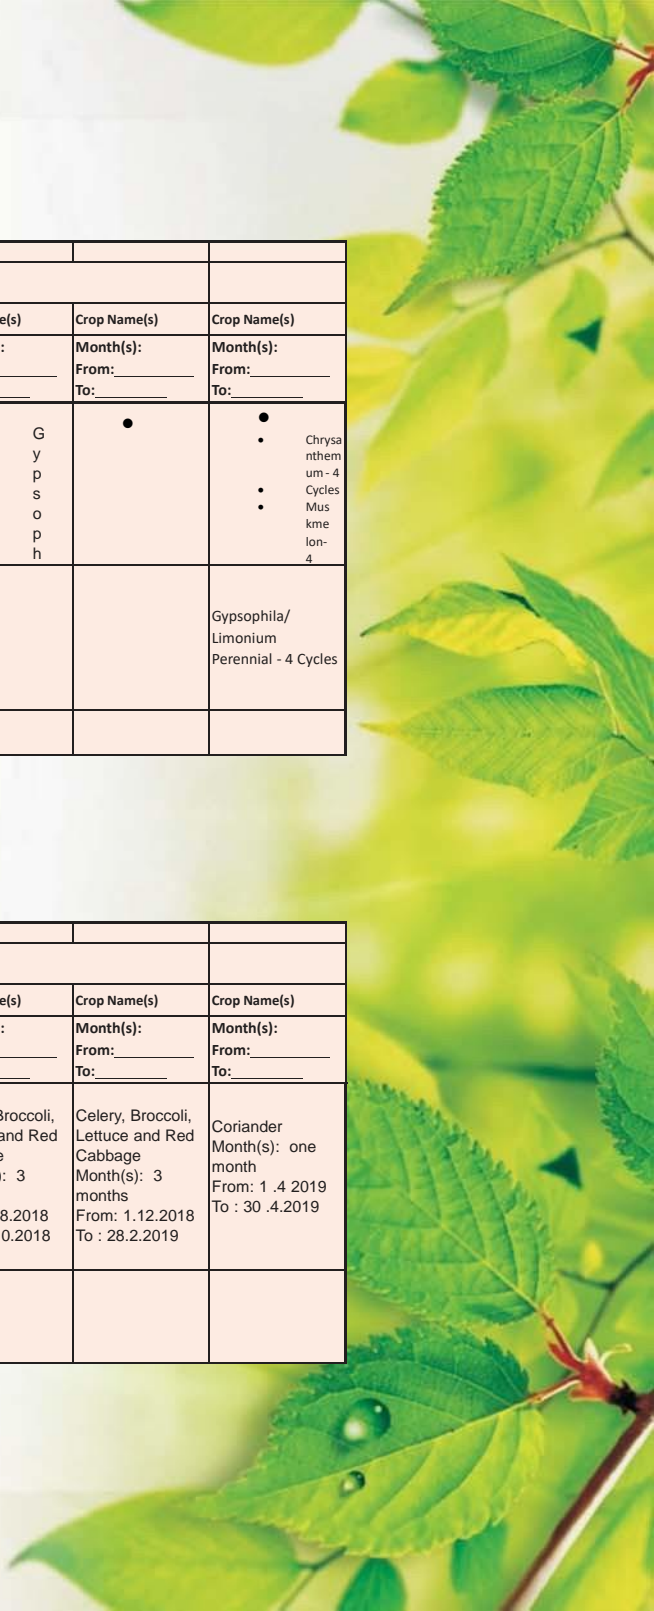 e(s)
Crop Name(s)
Crop Name(s)
:
Month(s):
From:
To:
Month(s):
From:
To:
G
y
p
s
o
p
h
•
•
• Chrysa
nthem
um - 4
• Cycles
• Mus
kme
lon-
4
Gypsophila/
Limonium
Perennial - 4 Cycles
e(s)
Crop Name(s)
Crop Name(s)
:
Month(s):
From:
To:
Month(s):
From:
To:
Broccoli,
and Red
e
): 3
8.2018
0.2018
Celery, Broccoli,
Lettuce and Red
Cabbage
Month(s): 3
months
From: 1.12.2018
To : 28.2.2019
Coriander
Month(s): one
month
From: 1 .4 2019
To : 30 .4.2019